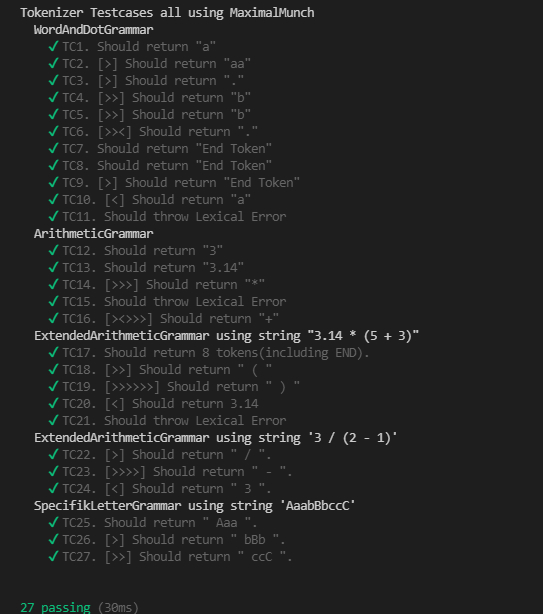 Tokenizer Testcases all using MaximalMunch
WordAndDotGrammar
✓ TC1. Should return "a"
✓ TC2. [>] Should return "aa"
✓ TC3. [>] Should return "."
✓ TC4. [>>] Should return "b"
✓ TC5. [>>] Should return "b"
✓ TC6. [>><] Should return "."
✓ TC7. Should return "End Token"
✓ TC8. Should return "End Token"
✓ TC9. [>] Should return "End Token"
✓ TC10. [<] Should return "a"
✓ TC11. Should throw Lexical Error
ArithmeticGrammar
✓ TC12. Should return "3"
✓ TC13. Should return "3.14"
✓ TC14. [>>>] Should return "*"
✓ TC15. Should throw Lexical Error
✓ TC16. [><>>>] Should return "+"
ExtendedArithmeticGrammar using string "3.14 * (5 + 3)"
✓ TC17. Should return 8 tokens(including END).
✓ TC18. [>>] Should return " ( "
✓ TC19. [>>>>>>] Should return " ) "
✓ TC20. [<] Should return 3.14
✓ TC21. Should throw Lexical Error
ExtendedArithmeticGrammar using string '3 / (2 - 1)'
✓ TC22. [>] Should return " / ".
✓ TC23. [>>>>] Should return " - ".
✓ TC24. [<] Should return " 3 ".
SpecifikLetterGrammar using string 'AaabBbccC'
✓ TC25. Should return " Aaa ".
✓ TC26. [>] Should return " bBb ".
✓ TC27. [>>] Should return " ccC ".
27 passing (30ms)